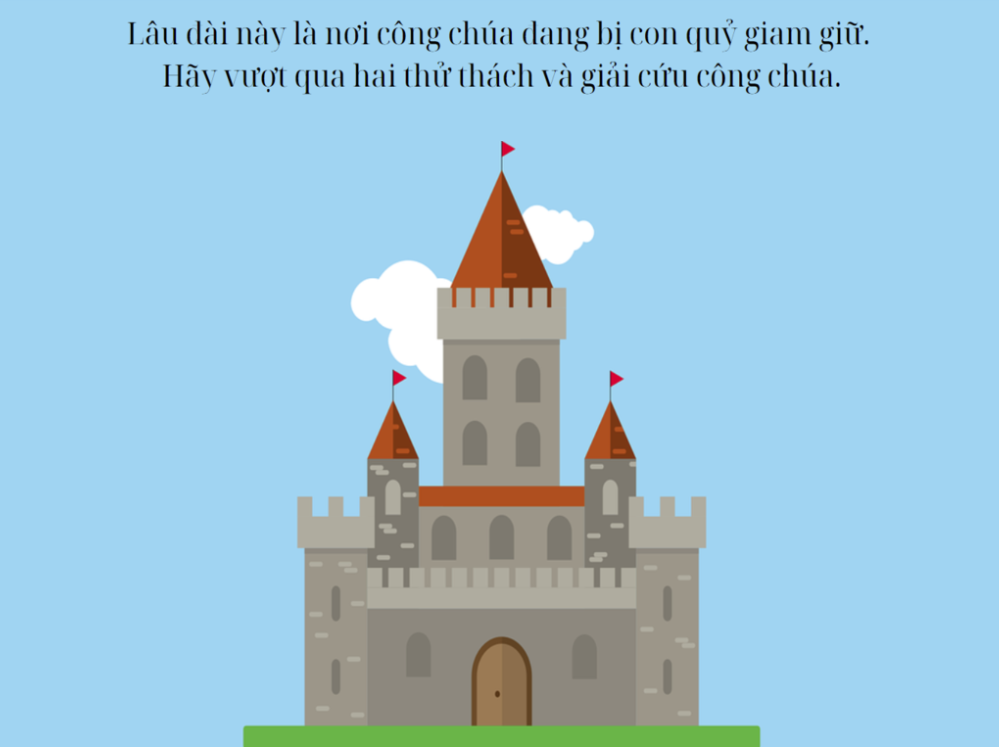 Lâu đài này là nơi công chúa đang bị con quỷ giam giữ.
Hãy vượt qua hai thử thách và giải cứu công chúa.